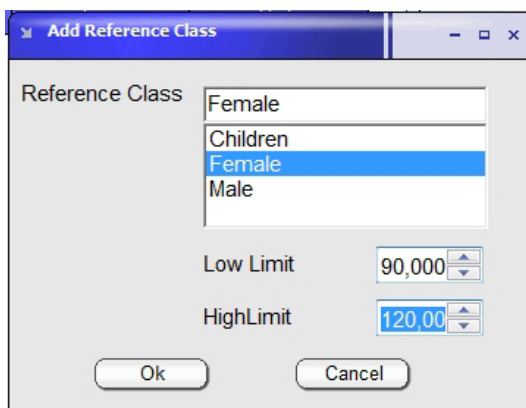 Add Reference Class
Reference Class
Female
Children
Female
Male
Low Limit 90,000
HighLimit 120,00
Ok Cancel